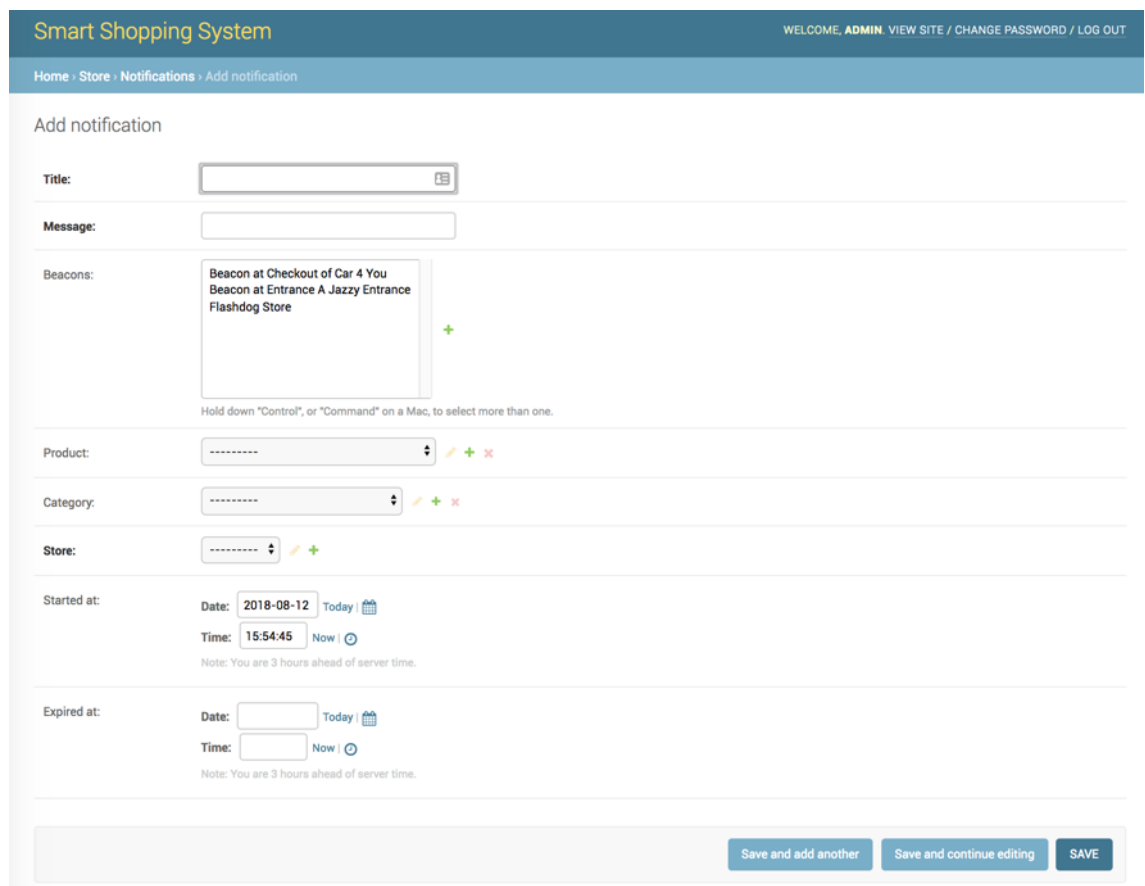 Smart Shopping System
WELCOME, ADMIN. VIEW SITE / CHANGE PASSWORD / LOG OUT
Home › Store › Notifications › Add notification
Add notification
Title:
Message:
Beacons:
Beacon at Checkout of Car 4 You
Beacon at Entrance A Jazzy Entrance
Flashdog Store
Hold down "Control", or "Command" on a Mac, to select more than one.
Product: ---------
Category: ---------
Store: ---------
Started at:
Date: 2018-08-12 Today |
Time: 15:54:45 Now |
Note: You are 3 hours ahead of server time.
Expired at:
Date: Today |
Time: Now |
Note: You are 3 hours ahead of server time.
Save and add another Save and continue editing SAVE